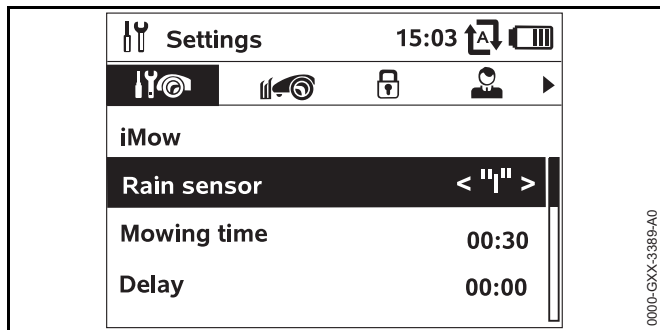 Settings 15:03 A
iMow
Rain sensor < "I" >
Mowing time 00:30
Delay 00:00
0000-GXX-3389-A0